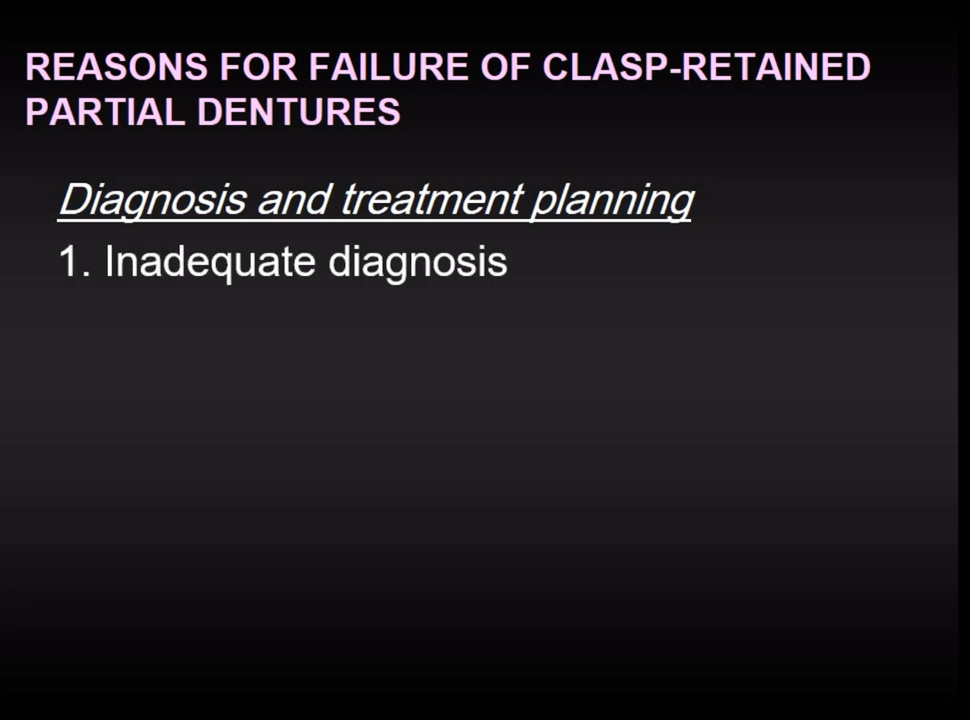 REASONS FOR FAILURE OF CLASP-RETAINED
PARTIAL DENTURES
Diagnosis and treatment planning
1. Inadequate diagnosis